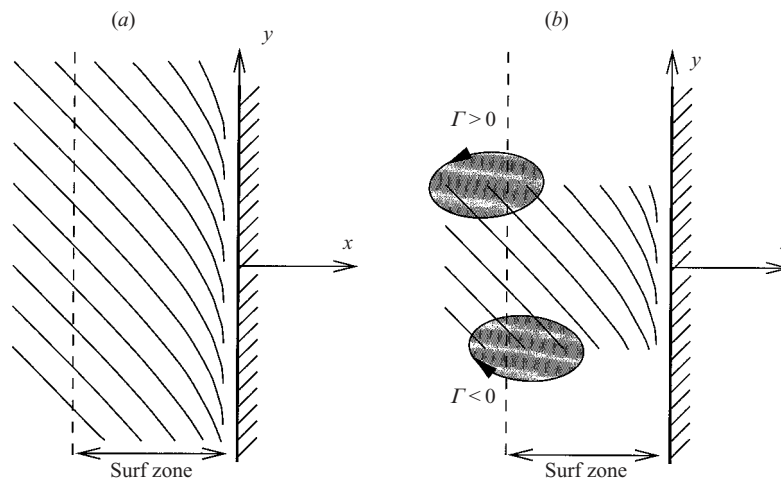 (a)
y
x
Surf zone
(b)
y
Γ > 0
Γ < 0
Surf zone